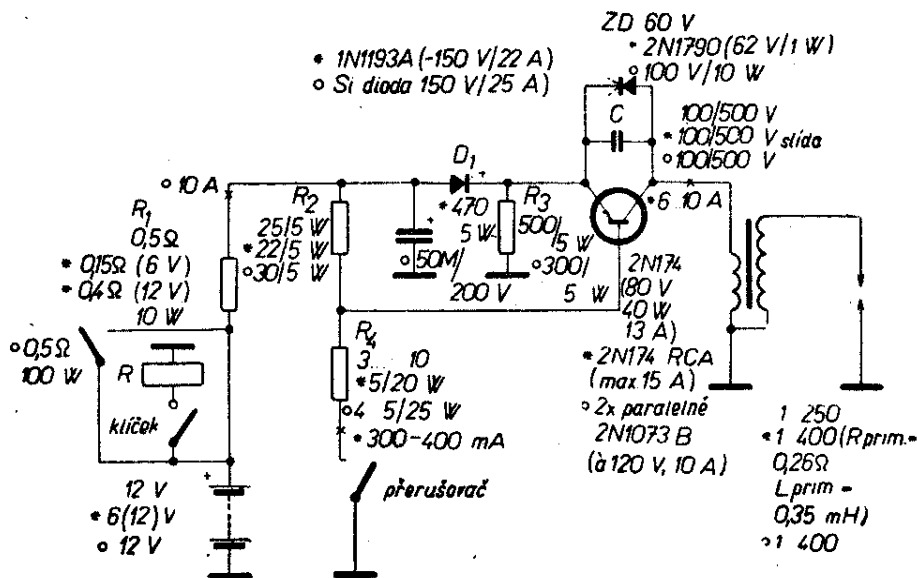 ZD 60 V
* 2N1790 (62 V/1 W)
○ 100 V/10 W
* 1N1193A (-150 V/22 A)
○ Si dioda 150 V/25 A)
C
100/500 V
* 100/500 V slída
○ 100/500 V
○ 10 A
D1
+
R1
0,5Ω
* 0,15Ω (6 V)
* 0,4Ω (12 V)
10 W
R2
25/5 W
* 22/5 W
○ 30/5 W
+
○ 50M/
200 V
R3
* 470
5 W
500/
5 W
○ 300/
5 W
* 6 10 A
2N174
(80 V
40 W
13 A)
* 2N174 RCA
(max. 15 A)
○ 2x paralelně
2N1073 B
(à 120 V, 10 A)
○ 0,5Ω
100 W
R
klíček
R4
3 10
* 5/20 W
○ 4 5/25 W
* 300-400 mA
přerušovač
+
12 V
* 6(12) V
○ 12 V
1 250
* 1 400 (Rprim.=
0,26Ω
Lprim =
0,35 mH)
○ 1 400